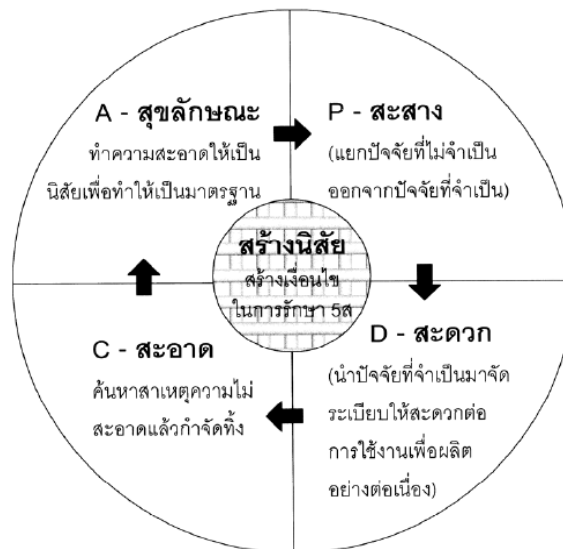 A - สุขลักษณะ
ทำความสะอาดให้เป็น
นิสัยเพื่อทำให้เป็นมาตรฐาน
P - สะสาง
(แยกปัจจัยที่ไม่จำเป็น
ออกจากปัจจัยที่จำเป็น)
สร้างนิสัย
สร้างเงื่อนไข
ในการรักษา 5ส
C - สะอาด
ค้นหาสาเหตุความไม่
สะอาดแล้วกำจัดทิ้ง
D - สะดวก
(นำปัจจัยที่จำเป็นมาจัด
ระเบียบให้สะดวกต่อ
การใช้งานเพื่อผลิต
อย่างต่อเนื่อง)